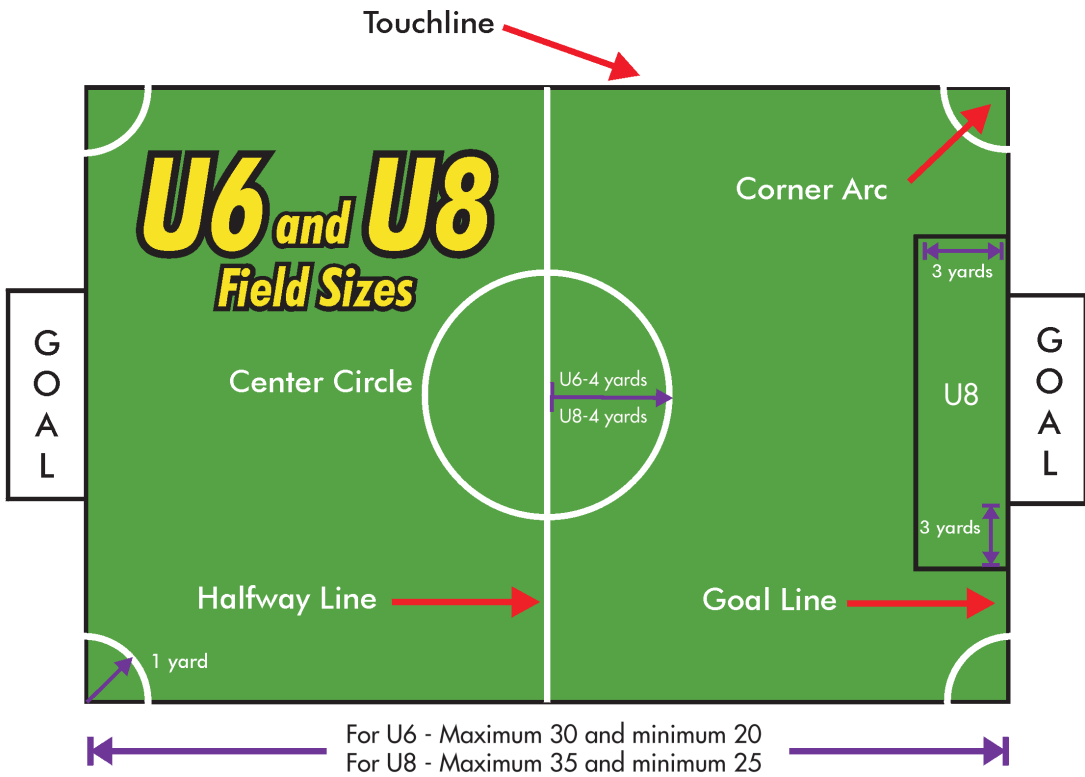 Touchline
U6 and U8
Field Sizes
Corner Arc
3 yards
G
O
A
L
G
O
A
L
Center Circle
U6-4 yards
U8-4 yards
U8
3 yards
Halfway Line
Goal Line
1 yard
For U6 - Maximum 30 and minimum 20
For U8 - Maximum 35 and minimum 25